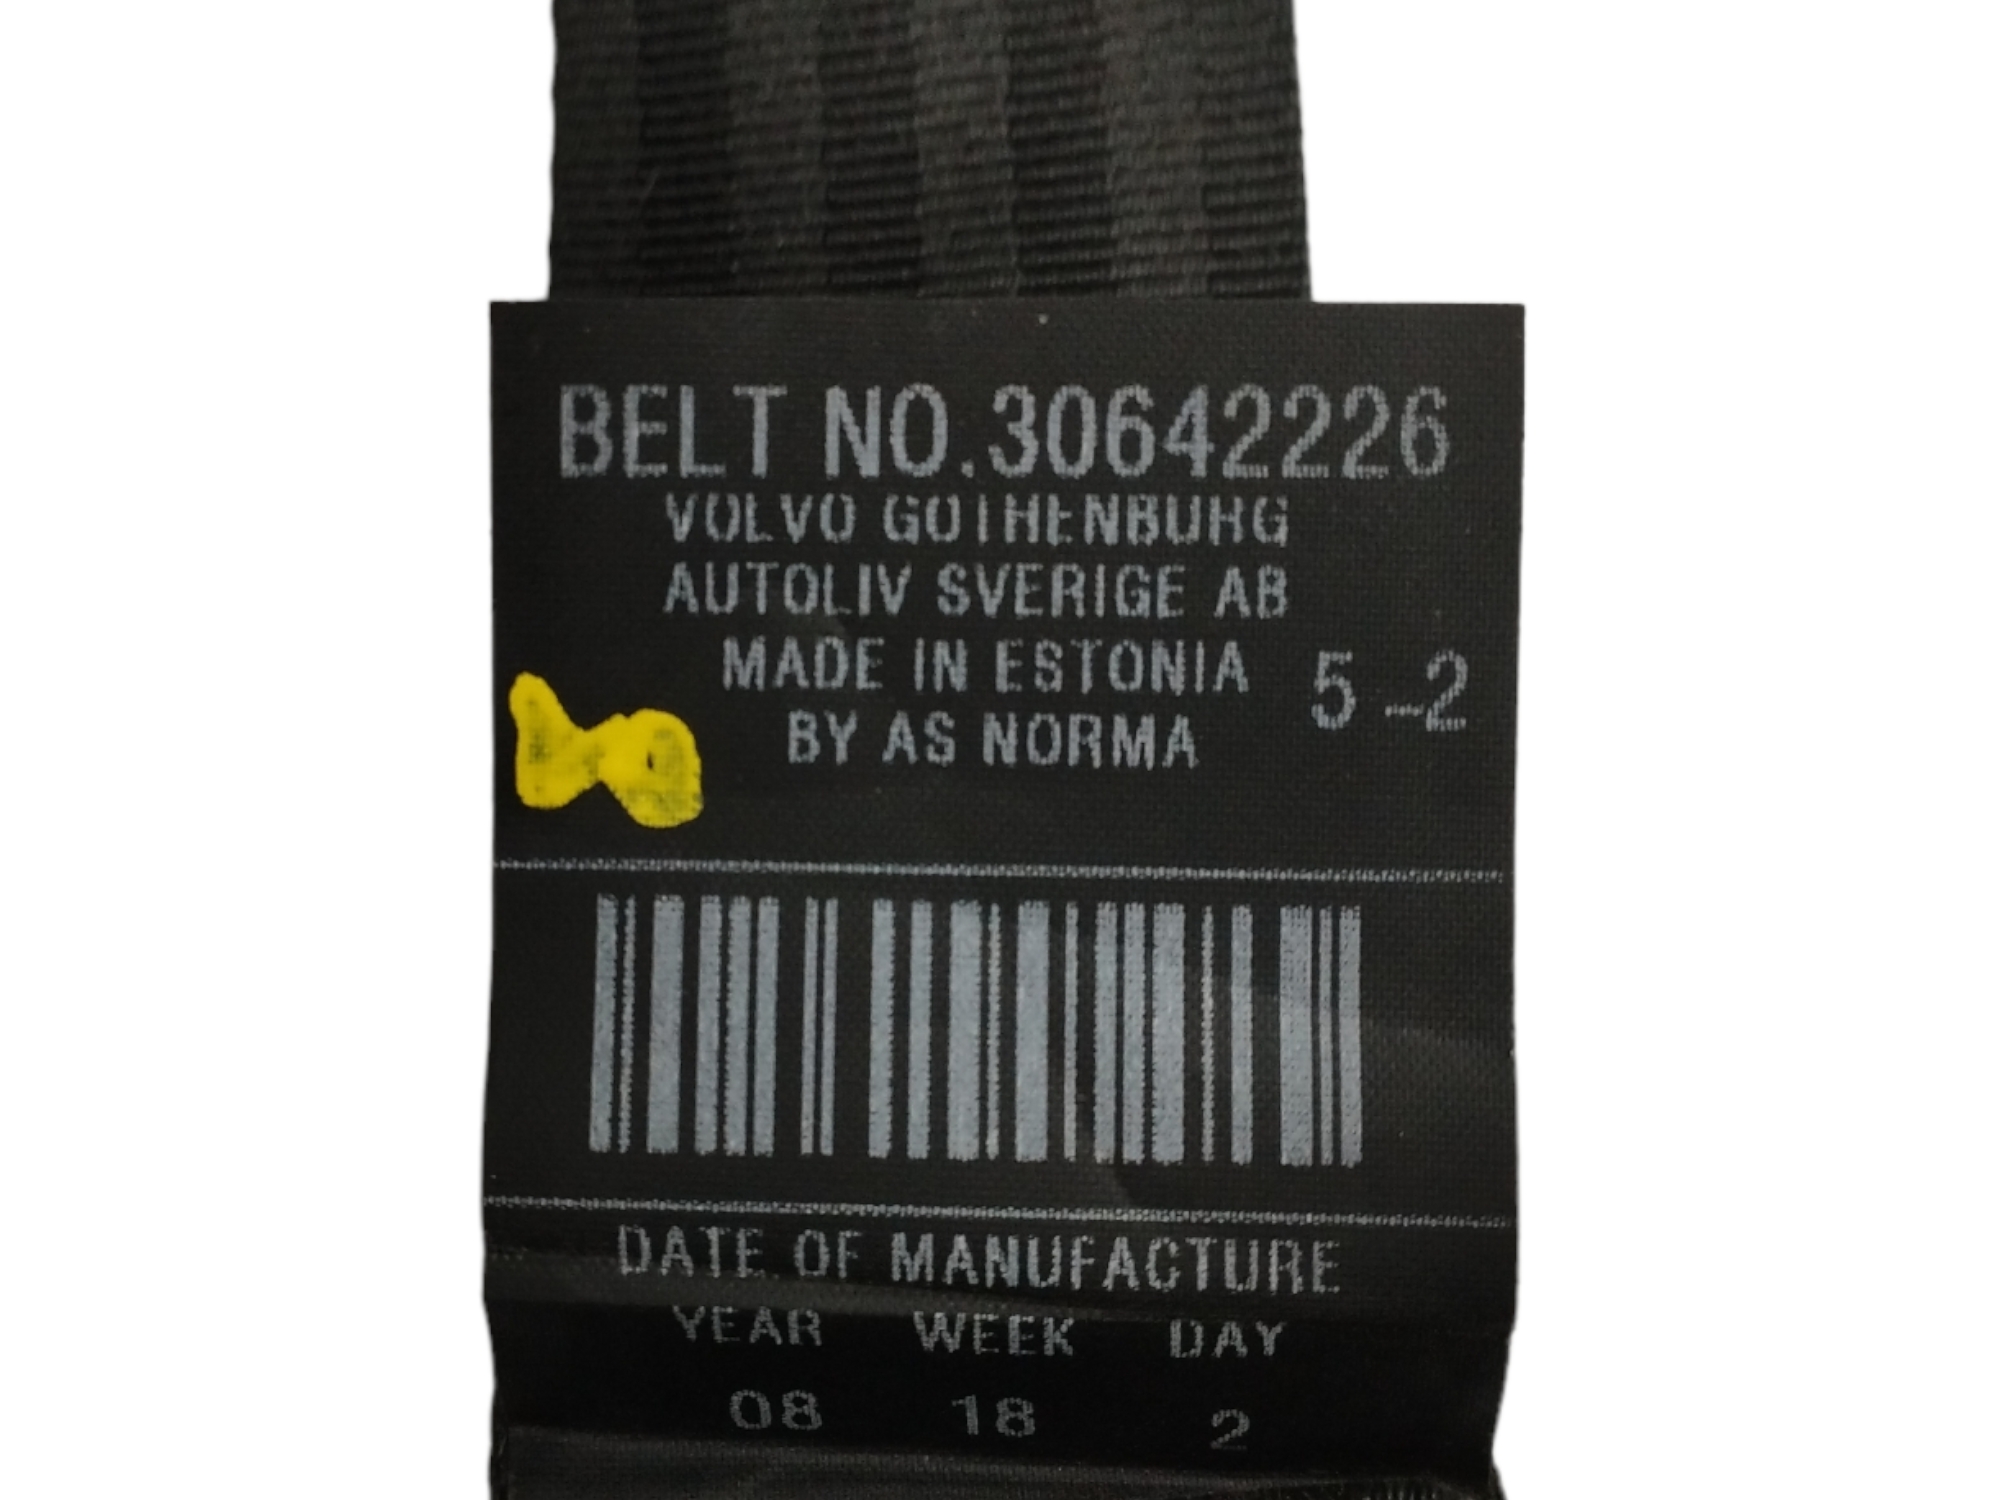 BELT NO.30642226
VOLVO GOTHENBURG
AUTOLIV SVERIGE AB
MADE IN ESTONIA 5-2
BY AS NORMA
DATE OF MANUFACTURE
YEAR WEEK DAY
08 18 2